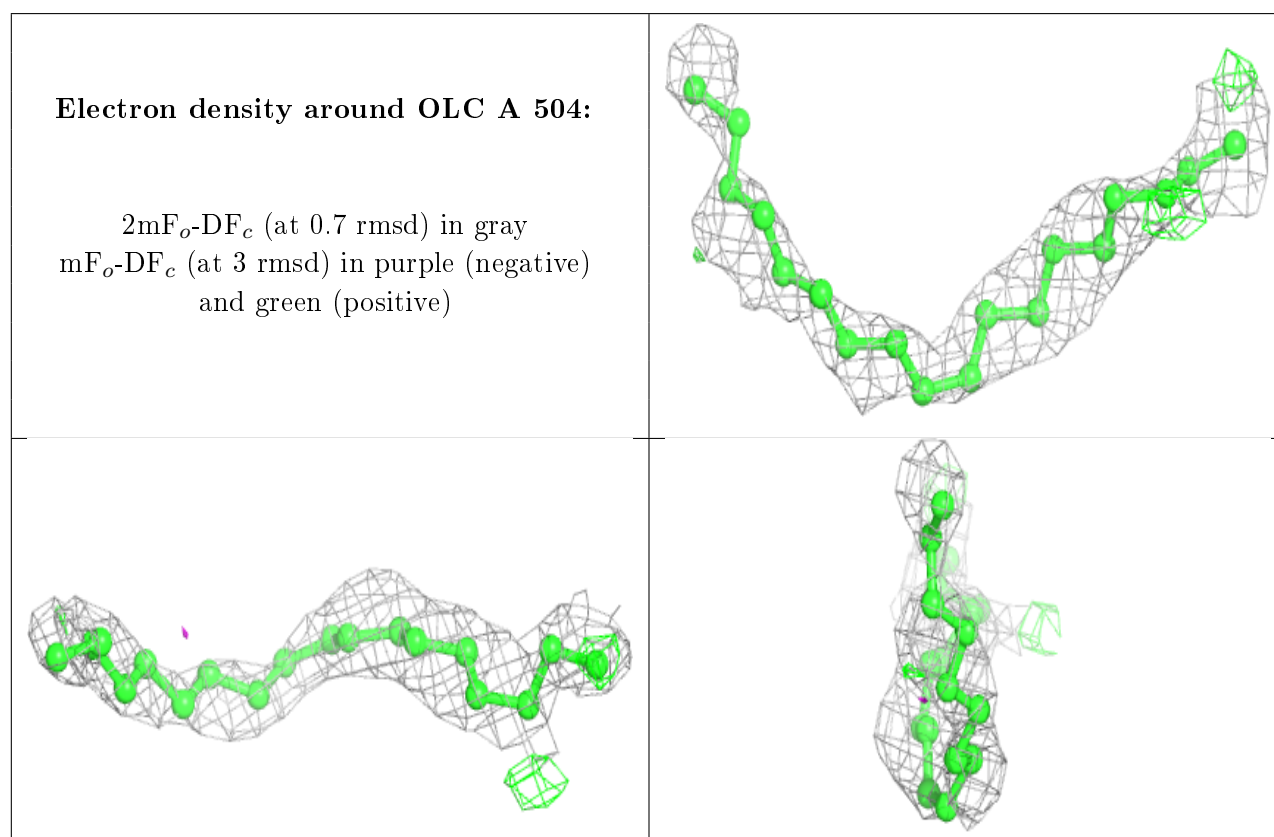 Electron density around OLC A 504:
2mFₒ-DF𝒸 (at 0.7 rmsd) in gray
mFₒ-DF𝒸 (at 3 rmsd) in purple (negative)
and green (positive)